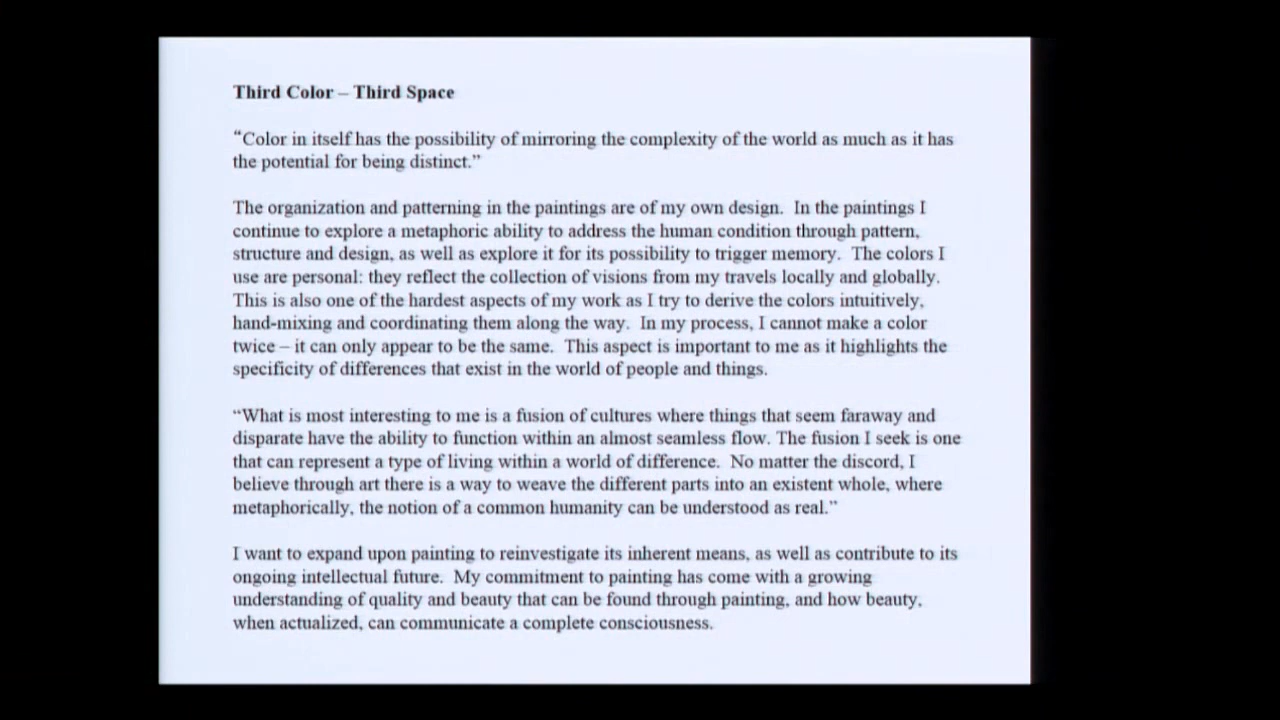 Third Color – Third Space
“Color in itself has the possibility of mirroring the complexity of the world as much as it has
the potential for being distinct.”
The organization and patterning in the paintings are of my own design.  In the paintings I
continue to explore a metaphoric ability to address the human condition through pattern,
structure and design, as well as explore it for its possibility to trigger memory.  The colors I
use are personal: they reflect the collection of visions from my travels locally and globally.
This is also one of the hardest aspects of my work as I try to derive the colors intuitively,
hand-mixing and coordinating them along the way.  In my process, I cannot make a color
twice – it can only appear to be the same.  This aspect is important to me as it highlights the
specificity of differences that exist in the world of people and things.
“What is most interesting to me is a fusion of cultures where things that seem faraway and
disparate have the ability to function within an almost seamless flow. The fusion I seek is one
that can represent a type of living within a world of difference.  No matter the discord, I
believe through art there is a way to weave the different parts into an existent whole, where
metaphorically, the notion of a common humanity can be understood as real.”
I want to expand upon painting to reinvestigate its inherent means, as well as contribute to its
ongoing intellectual future.  My commitment to painting has come with a growing
understanding of quality and beauty that can be found through painting, and how beauty,
when actualized, can communicate a complete consciousness.